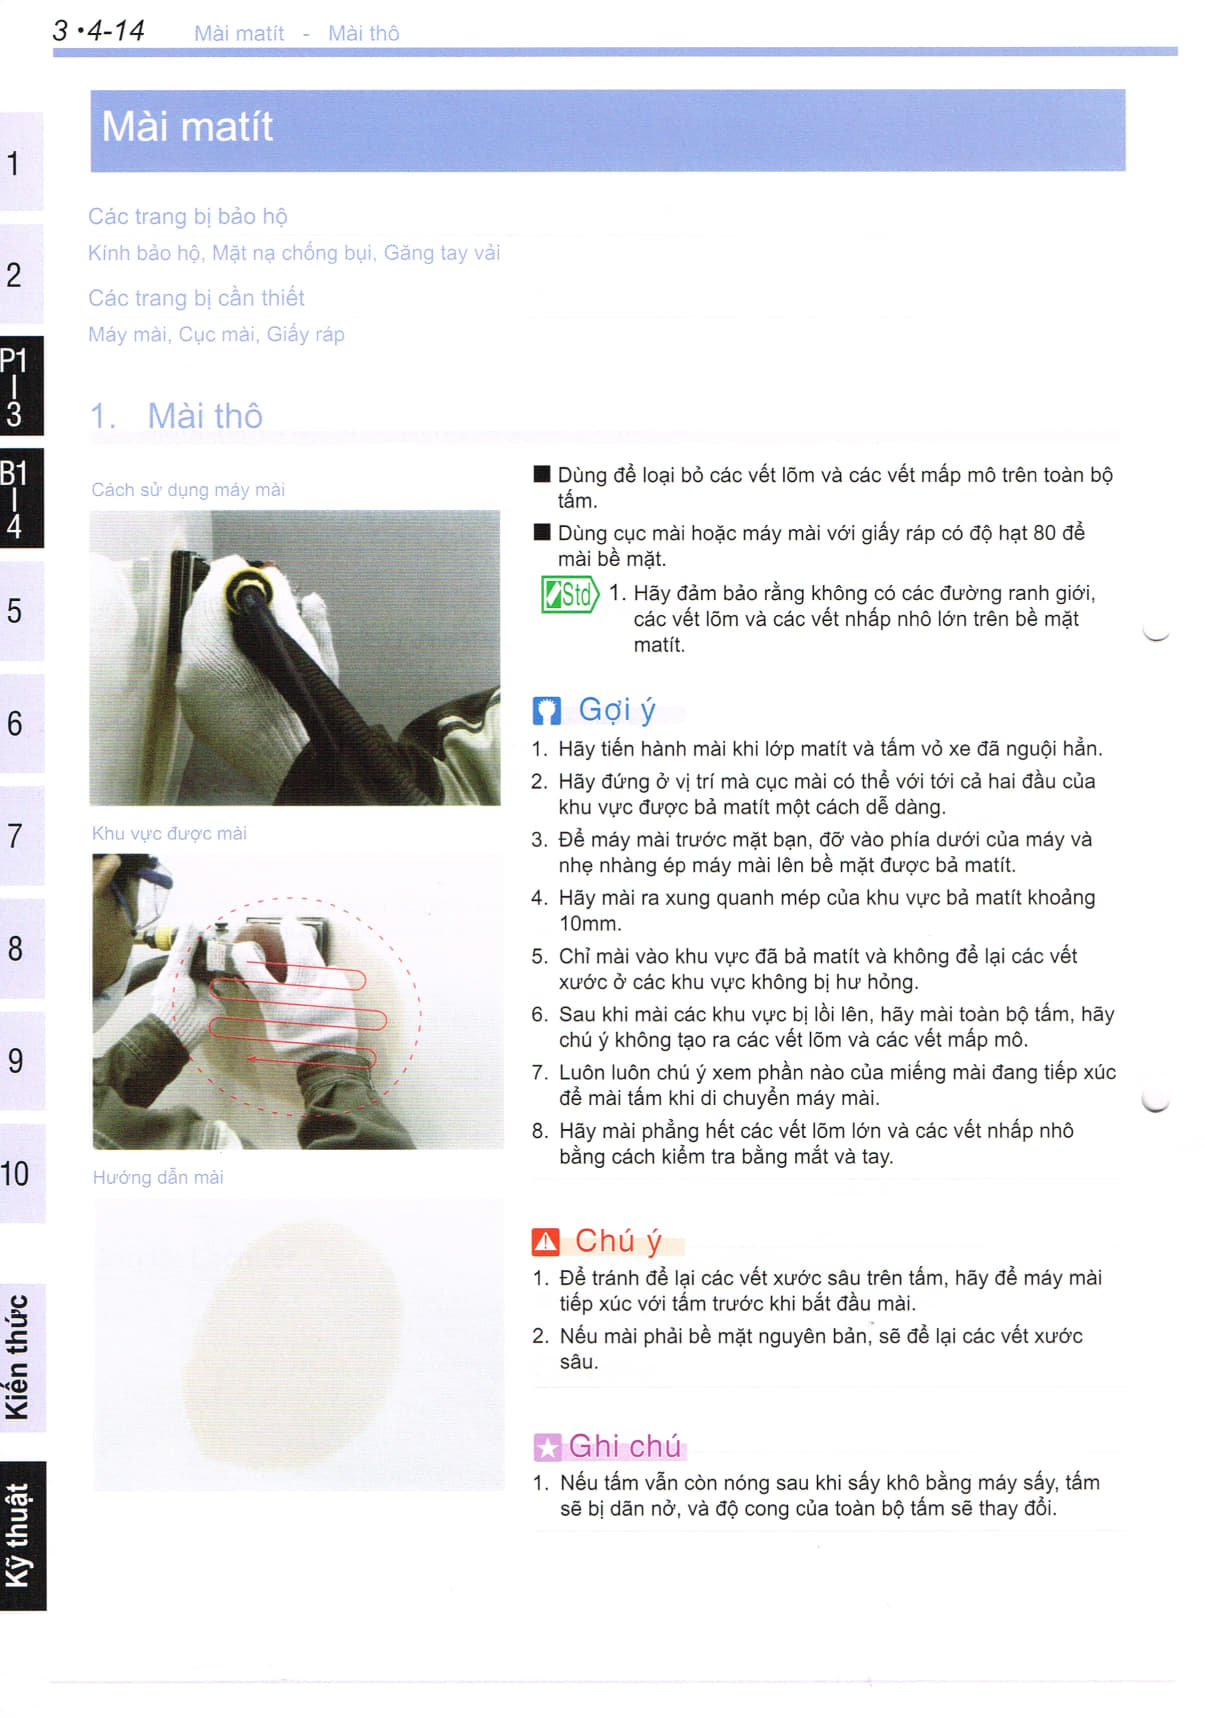 3 •4-14 Mài matít - Mài thô
Mài matít
Các trang bị bảo hộ
Kính bảo hộ, Mặt nạ chống bụi, Găng tay vải
Các trang bị cần thiết
Máy mài, Cục mài, Giấy ráp
1. Mài thô
Cách sử dụng máy mài
Khu vực được mài
Hướng dẫn mài
■ Dùng để loại bỏ các vết lõm và các vết mấp mô trên toàn bộ
tấm.
■ Dùng cục mài hoặc máy mài với giấy ráp có độ hạt 80 để
mài bề mặt.
Std 1. Hãy đảm bảo rằng không có các đường ranh giới,
các vết lõm và các vết nhấp nhô lớn trên bề mặt
matít.
Gợi ý
1. Hãy tiến hành mài khi lớp matít và tấm vỏ xe đã nguội hẳn.
2. Hãy đứng ở vị trí mà cục mài có thể với tới cả hai đầu của
khu vực được bả matít một cách dễ dàng.
3. Để máy mài trước mặt bạn, đỡ vào phía dưới của máy và
nhẹ nhàng ép máy mài lên bề mặt được bả matít.
4. Hãy mài ra xung quanh mép của khu vực bả matít khoảng
10mm.
5. Chỉ mài vào khu vực đã bả matít và không để lại các vết
xước ở các khu vực không bị hư hỏng.
6. Sau khi mài các khu vực bị lồi lên, hãy mài toàn bộ tấm, hãy
chú ý không tạo ra các vết lõm và các vết mấp mô.
7. Luôn luôn chú ý xem phần nào của miếng mài đang tiếp xúc
để mài tấm khi di chuyển máy mài.
8. Hãy mài phẳng hết các vết lõm lớn và các vết nhấp nhô
bằng cách kiểm tra bằng mắt và tay.
Chú ý
1. Để tránh để lại các vết xước sâu trên tấm, hãy để máy mài
tiếp xúc với tấm trước khi bắt đầu mài.
2. Nếu mài phải bề mặt nguyên bản, sẽ để lại các vết xước
sâu.
Ghi chú
1. Nếu tấm vẫn còn nóng sau khi sấy khô bằng máy sấy, tấm
sẽ bị dãn nở, và độ cong của toàn bộ tấm sẽ thay đổi.
1
2
P1
|
3
B1
|
4
5
6
7
8
9
10
Kiến thức
Kỹ thuật